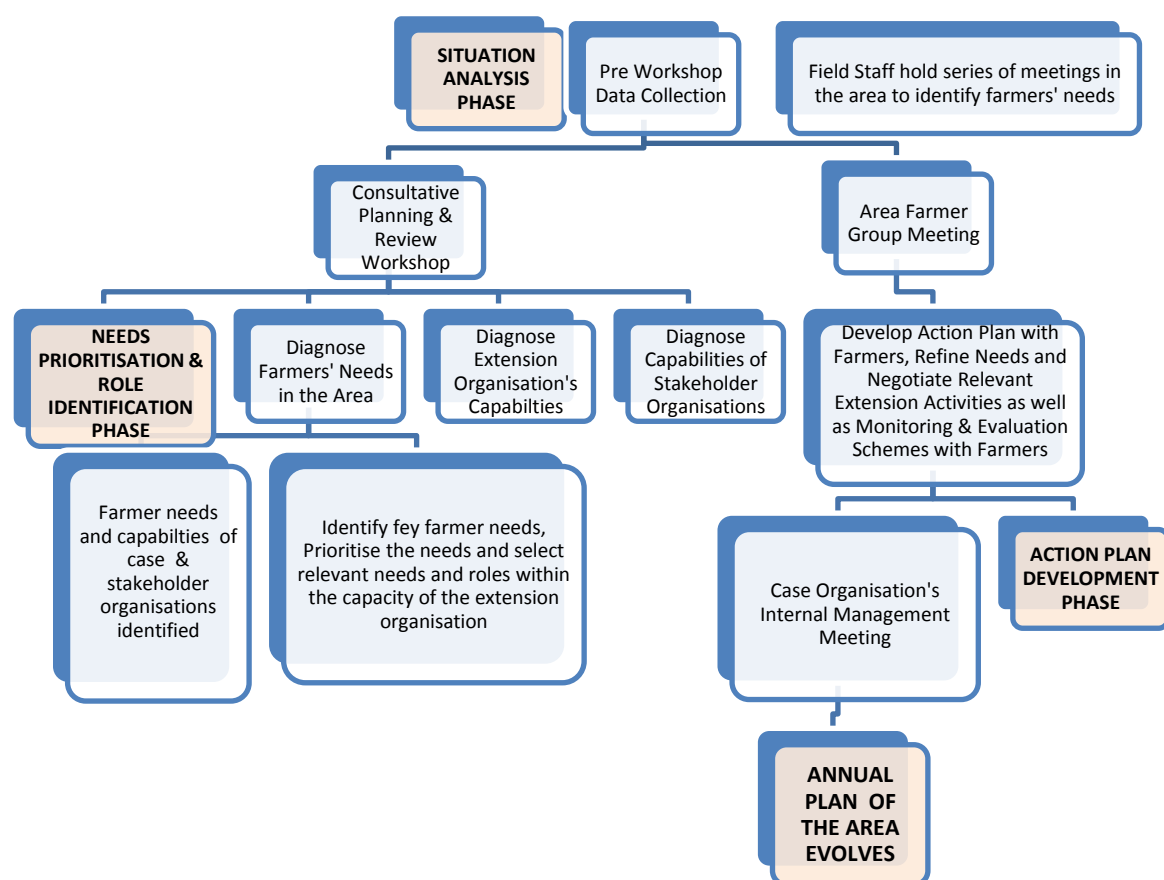 SITUATION
ANALYSIS
PHASE
Pre Workshop
Data Collection
Field Staff hold series of meetings in
the area to identify farmers' needs
Consultative
Planning &
Review
Workshop
Area Farmer
Group Meeting
NEEDS
PRIORITISATION &
ROLE
IDENTIFICATION
PHASE
Diagnose
Farmers' Needs
in the Area
Diagnose
Extension
Organisation's
Capabilties
Diagnose
Capabilities of
Stakeholder
Organisations
Develop Action Plan with
Farmers, Refine Needs and
Negotiate Relevant
Extension Activities as well
as Monitoring & Evaluation
Schemes with Farmers
Farmer needs
and capabilties of
case &
stakeholder
organisations
identified
Identify fey farmer needs,
Prioritise the needs and select
relevant needs and roles within
the capacity of the extension
organisation
Case Organisation's
Internal Management
Meeting
ACTION PLAN
DEVELOPMENT
PHASE
ANNUAL
PLAN OF
THE AREA
EVOLVES